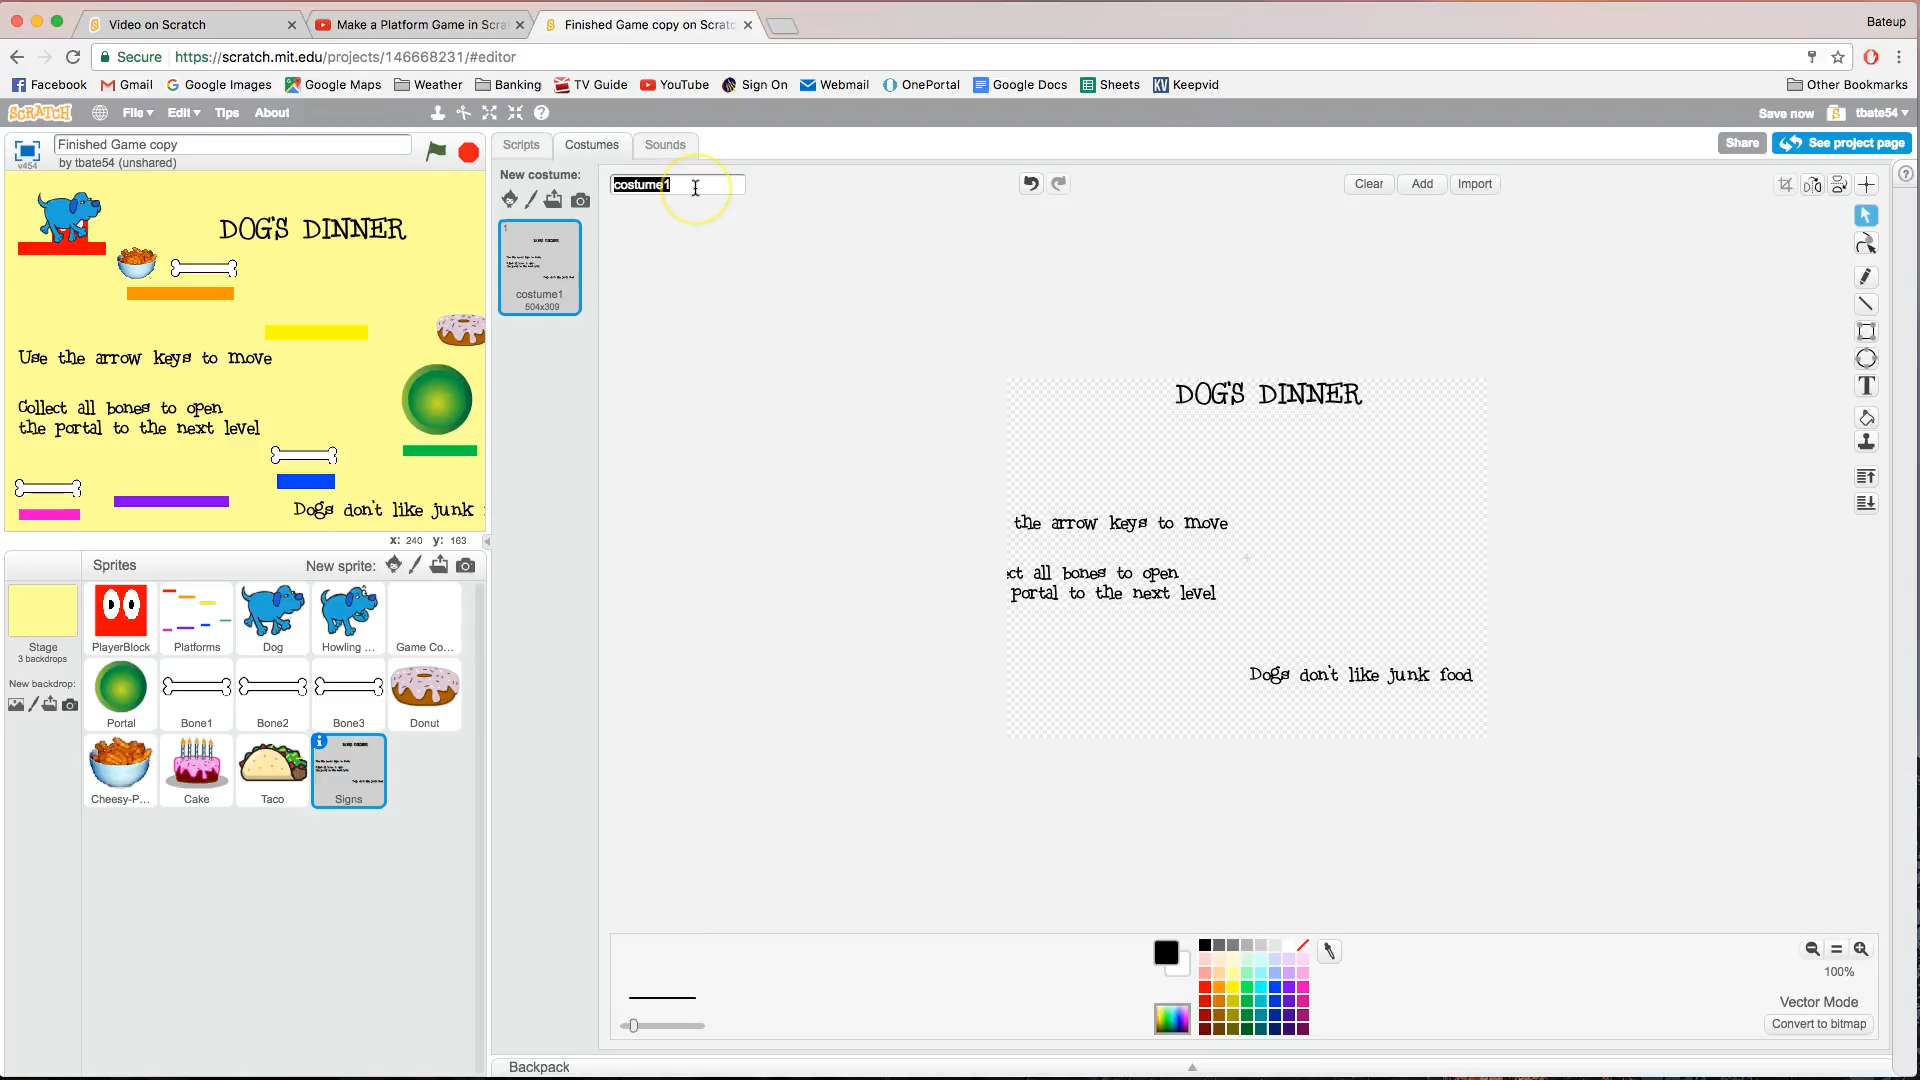 Video on Scratch
Make a Platform Game in Scra
Finished Game copy on Scratc
Bateup
Secure
https://scratch.mit.edu/projects/146668231/#editor
Facebook
Gmail
Google Images
Google Maps
Weather
Banking
TV Guide
YouTube
Sign On
Webmail
OnePortal
Google Docs
Sheets
KV
Keepvid
Other Bookmarks
SCRATCH
File
Edit
Tips
About
Save now
tbate54
v454
Finished Game copy
by tbate54 (unshared)
Scripts
Costumes
Sounds
Share
See project page
New costume:
costume1
Clear
Add
Import
1
costume1
504x309
DOG'S DINNER
Use the arrow keys to move
Collect all bones to open
the portal to the next level
Dogs don't like junk
DOG'S DINNER
the arrow keys to move
ct all bones to open
portal to the next level
Dogs don't like junk food
x: 240 y: 163
Sprites
New sprite:
Stage
3 backdrops
New backdrop:
PlayerBlock
Platforms
Dog
Howling ...
Game Co...
Portal
Bone1
Bone2
Bone3
Donut
Cheesy-P...
Cake
Taco
Signs
100%
Vector Mode
Convert to bitmap
Backpack